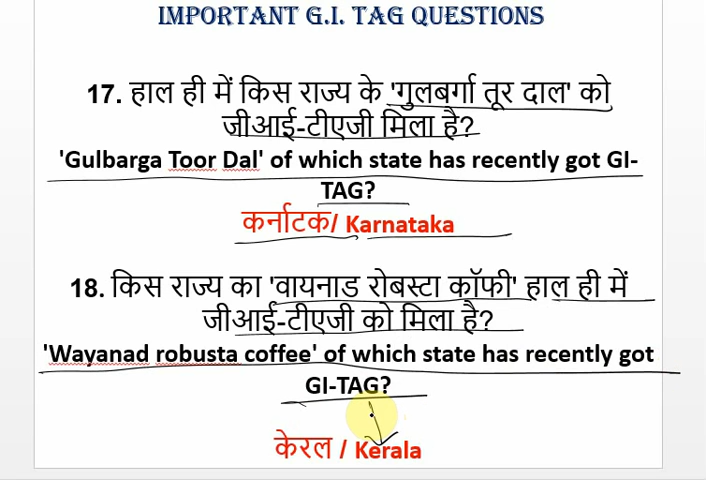 IMPORTANT G.I. TAG QUESTIONS
17. हाल ही में किस राज्य के 'गुलबर्गा तूर दाल' को
जीआई-टीएजी मिला है?
'Gulbarga Toor Dal' of which state has recently got GI-
TAG?
कर्नाटक/ Karnataka
18. किस राज्य का 'वायनाड रोबस्टा कॉफी' हाल ही में
जीआई-टीएजी को मिला है?
'Wayanad robusta coffee' of which state has recently got
GI-TAG?
केरल / Kerala